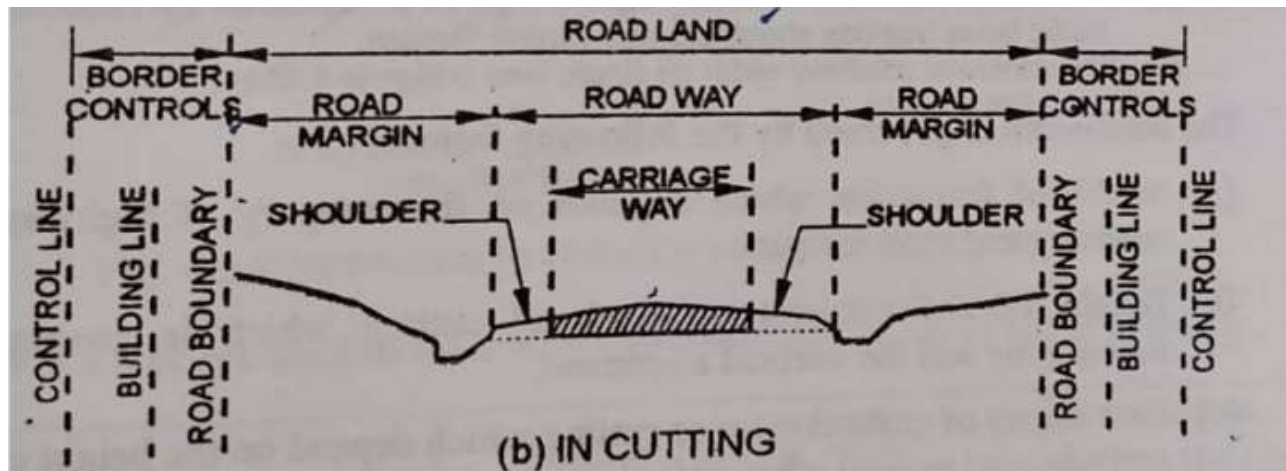 ROAD LAND
BORDER CONTROLS
ROAD MARGIN
ROAD WAY
ROAD MARGIN
BORDER CONTROLS
CARRIAGE WAY
SHOULDER
SHOULDER
CONTROL LINE
BUILDING LINE
ROAD BOUNDARY
ROAD BOUNDARY
BUILDING LINE
CONTROL LINE
(b) IN CUTTING